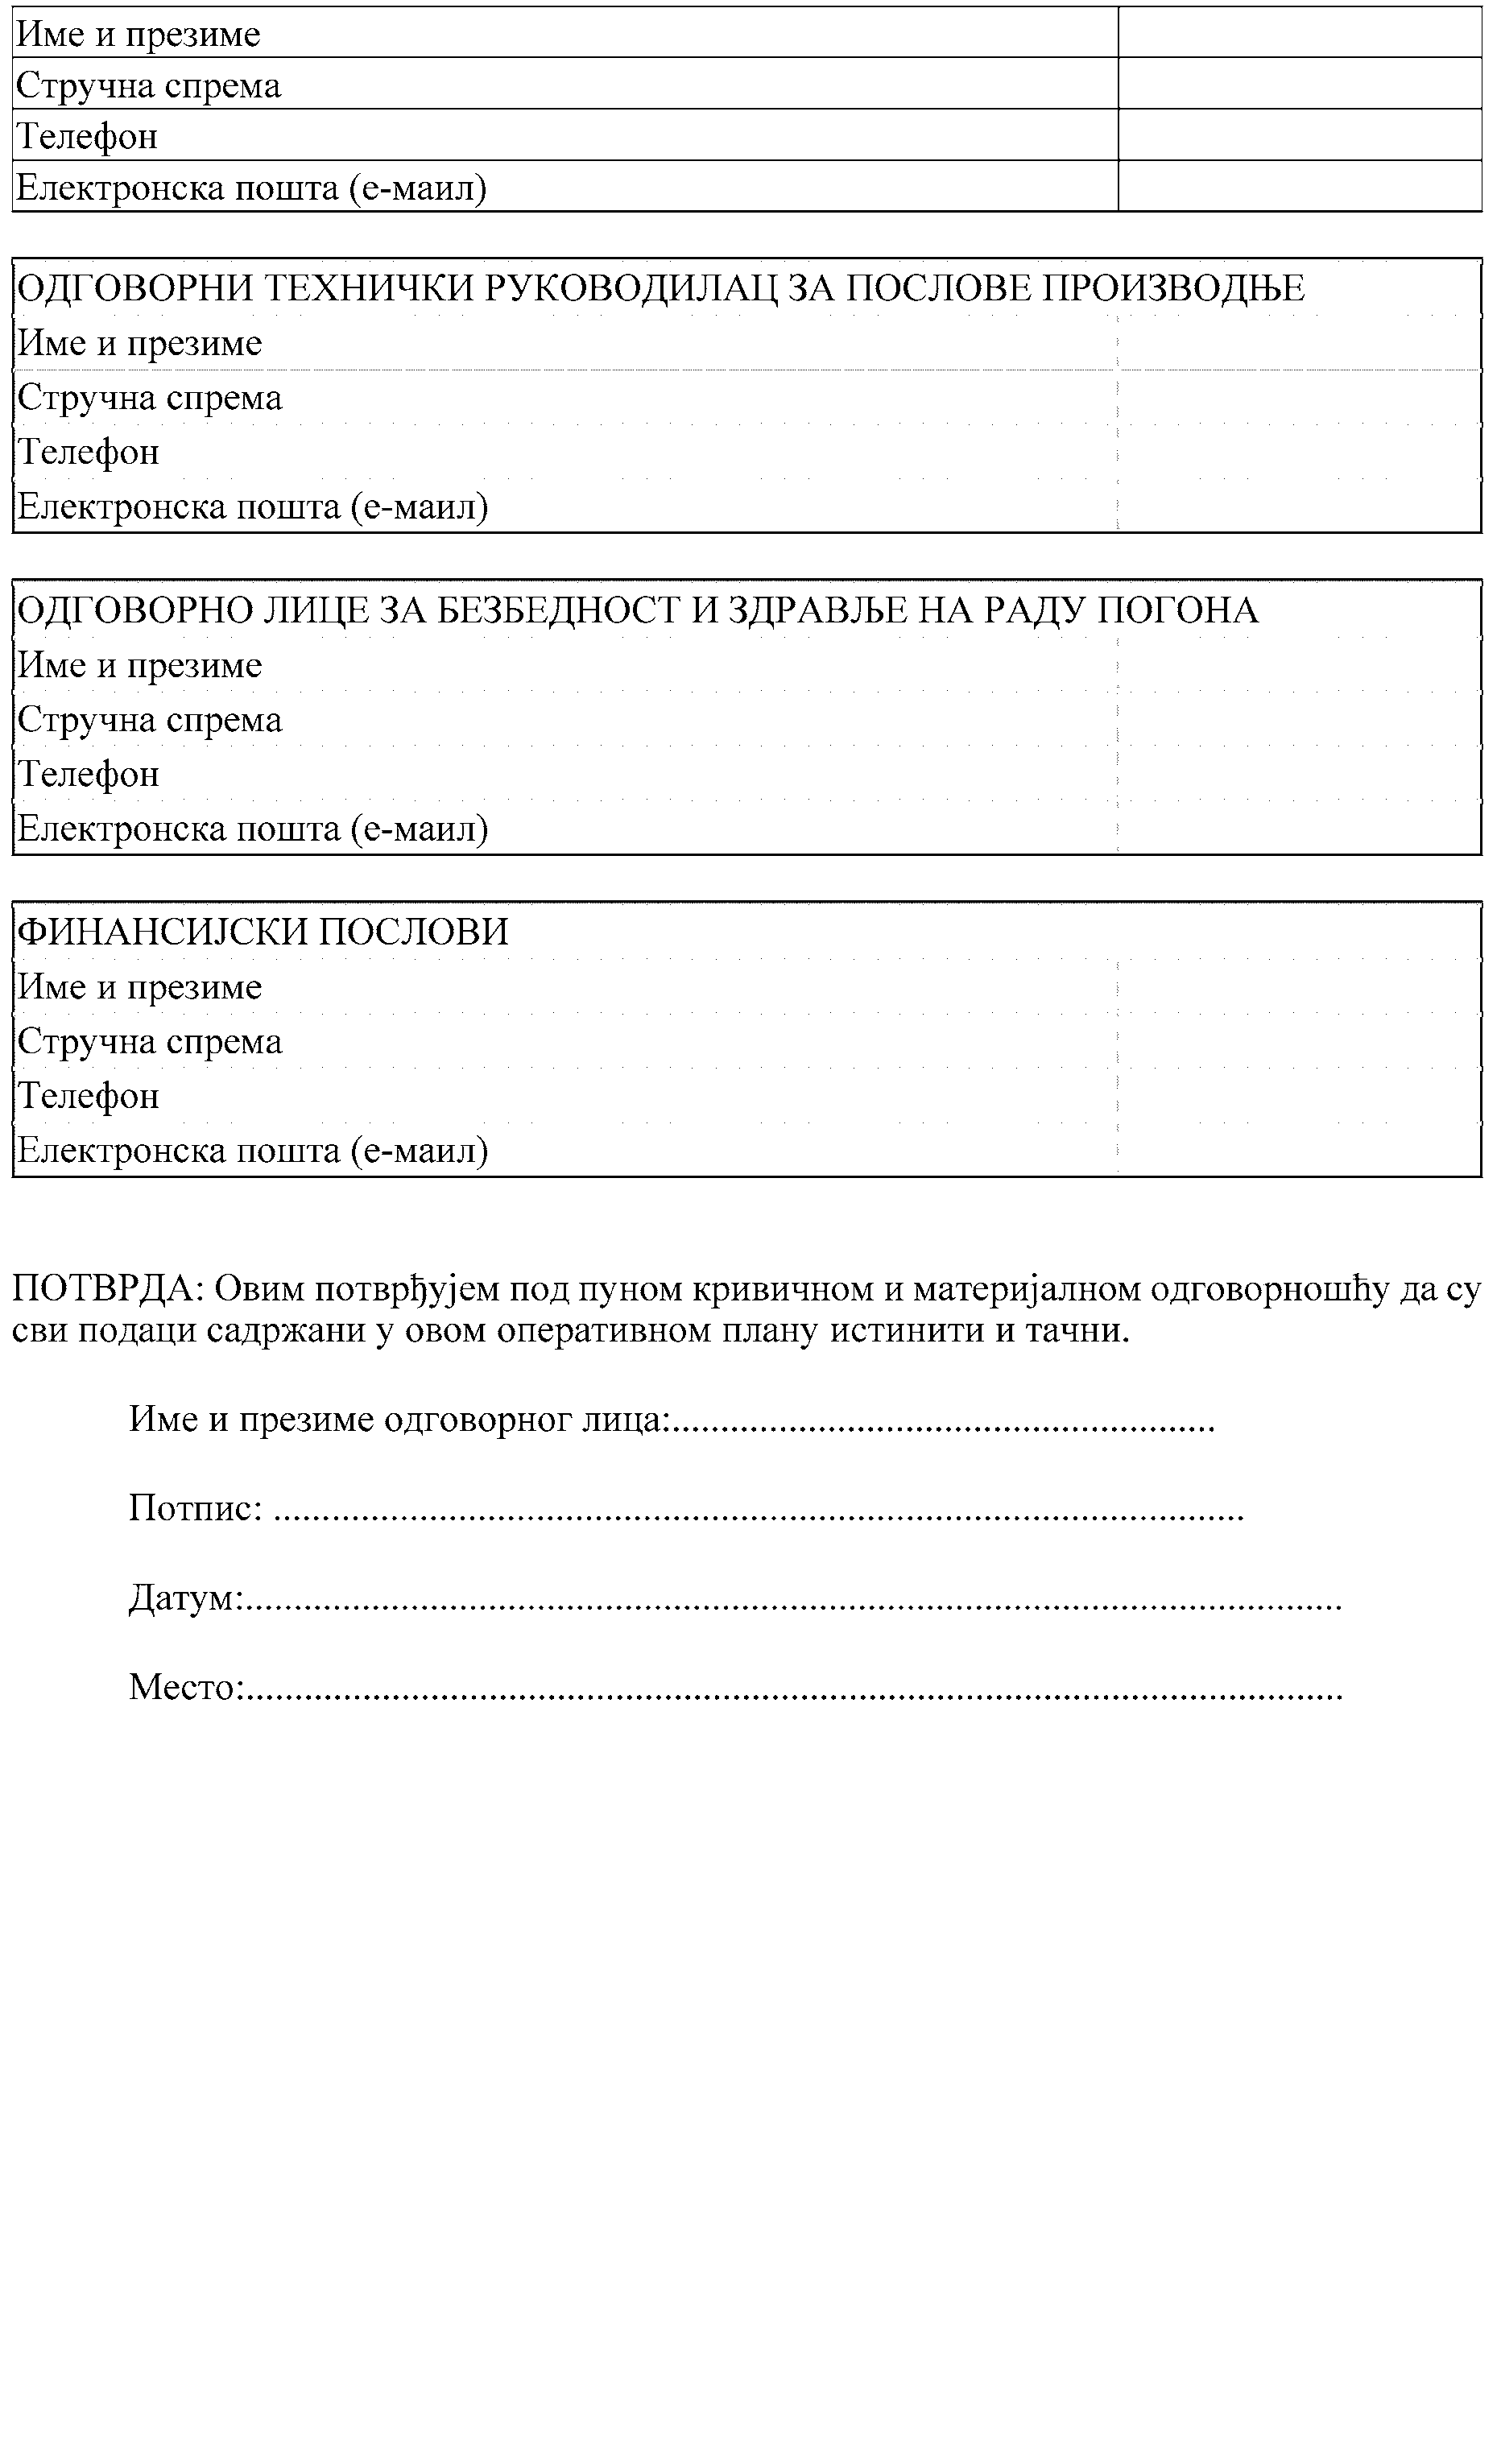 Име и презиме
Стручна спрема
Телефон
Електронска пошта (е-маил)
ОДГОВОРНИ ТЕХНИЧКИ РУКОВОДИЛАЦ ЗА ПОСЛОВЕ ПРОИЗВОДЊЕ
Име и презиме
Стручна спрема
Телефон
Електронска пошта (е-маил)
ОДГОВОРНО ЛИЦЕ ЗА БЕЗБЕДНОСТ И ЗДРАВЉЕ НА РАДУ ПОГОНА
Име и презиме
Стручна спрема
Телефон
Електронска пошта (е-маил)
ФИНАНСИЈСКИ ПОСЛОВИ
Име и презиме
Стручна спрема
Телефон
Електронска пошта (е-маил)
ПОТВРДА: Овим потврђујем под пуном кривичном и материјалном одговорношћу да су
сви подаци садржани у овом оперативном плану истинити и тачни.
Име и презиме одговорног лица:........................................................
Потпис: ....................................................................................................
Датум:.................................................................................................................
Место:.................................................................................................................